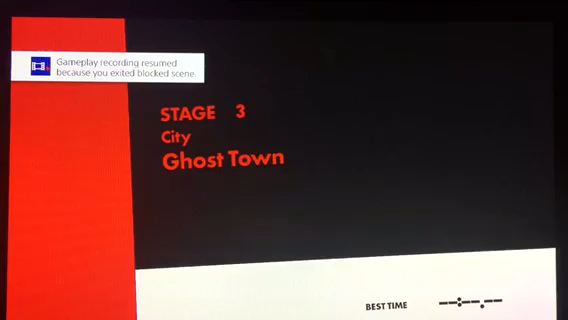 Gameplay recording resumed
because you exited blocked scene.
STAGE 3
City
Ghost Town
BEST TIME --:--.--